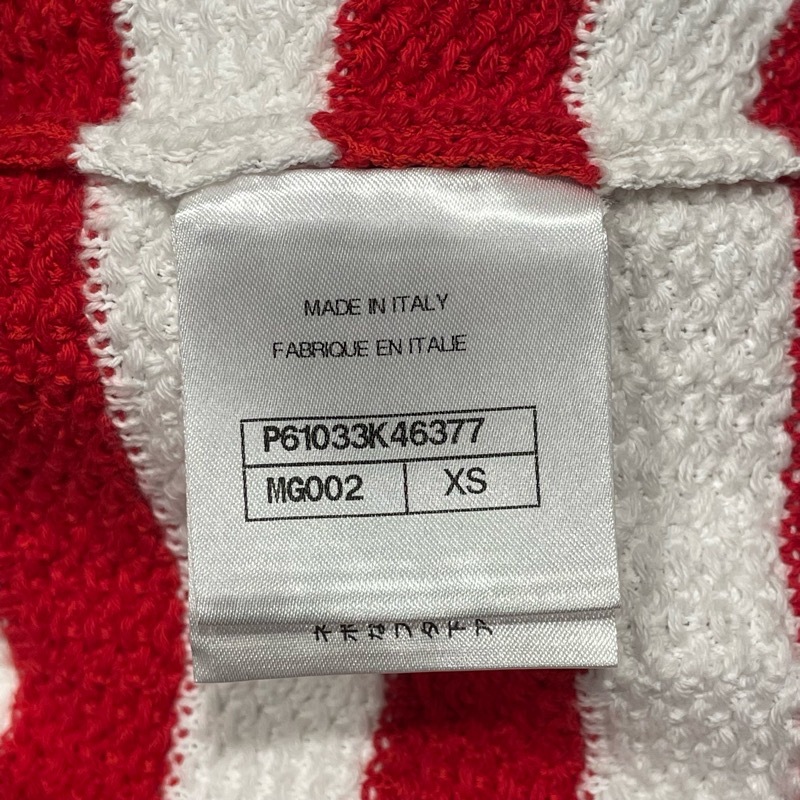 MADE IN ITALY
FABRIQUE EN ITALIE
P61033K46377
MG002
XS